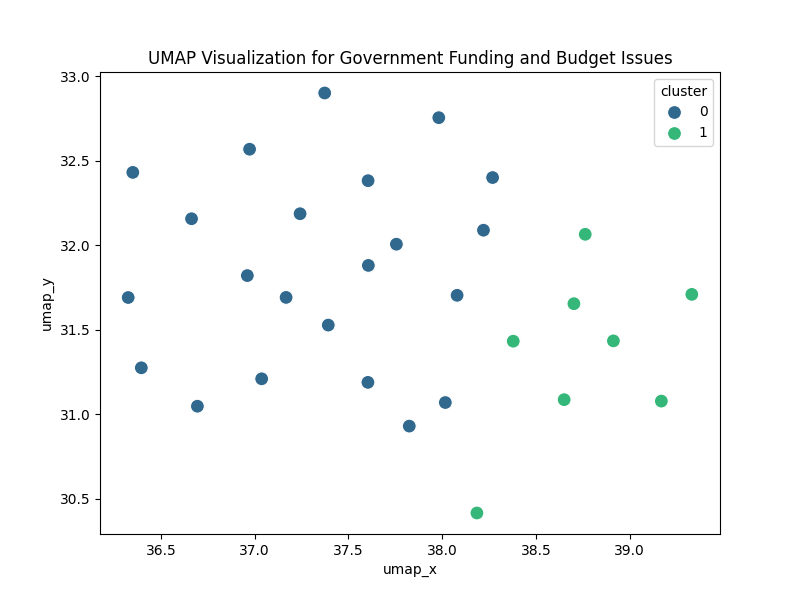 UMAP Visualization for Government Funding and Budget Issues
cluster
0
1
33.0
32.5
32.0
31.5
31.0
30.5
umap_y
36.5 37.0 37.5 38.0 38.5 39.0
umap_x